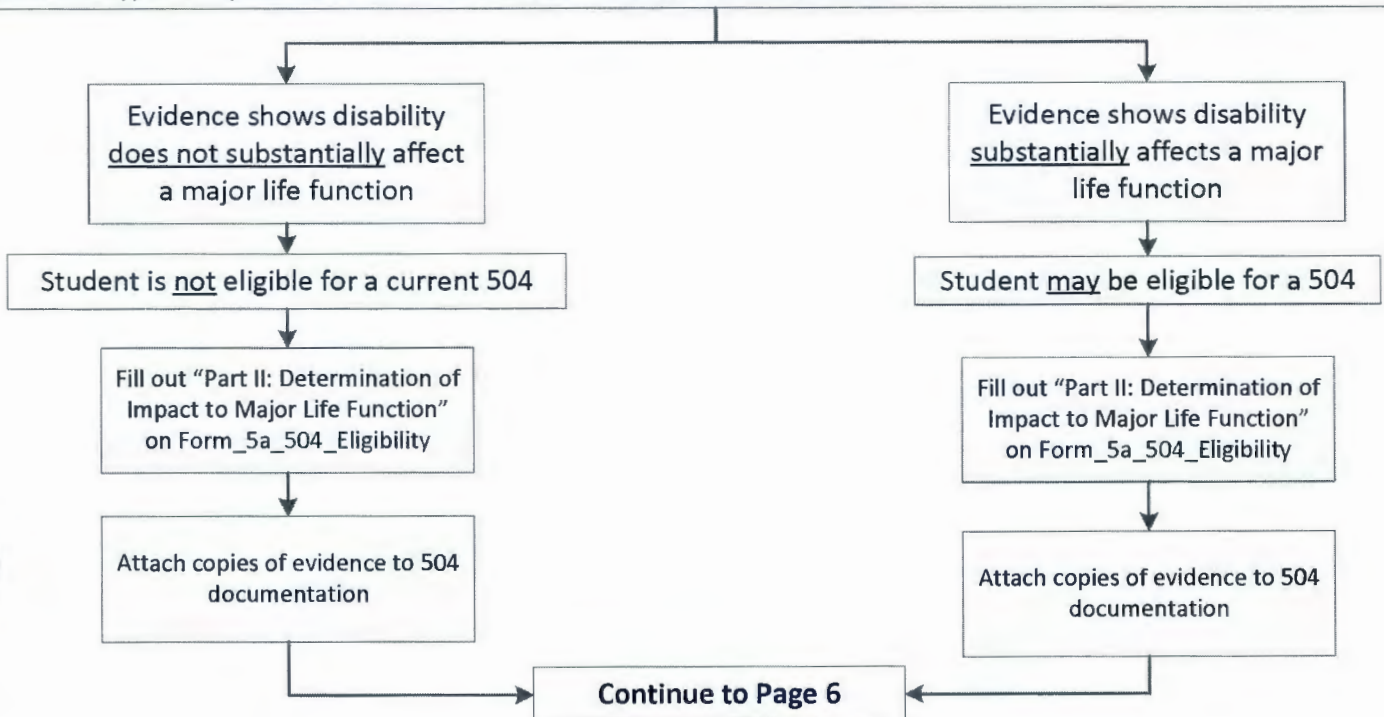 Evidence shows disability
does not substantially affect
a major life function
Student is not eligible for a current 504
Fill out “Part II: Determination of
Impact to Major Life Function”
on Form_5a_504_Eligibility
Attach copies of evidence to 504
documentation
Evidence shows disability
substantially affects a major
life function
Student may be eligible for a 504
Fill out “Part II: Determination of
Impact to Major Life Function”
on Form_5a_504_Eligibility
Attach copies of evidence to 504
documentation
Continue to Page 6